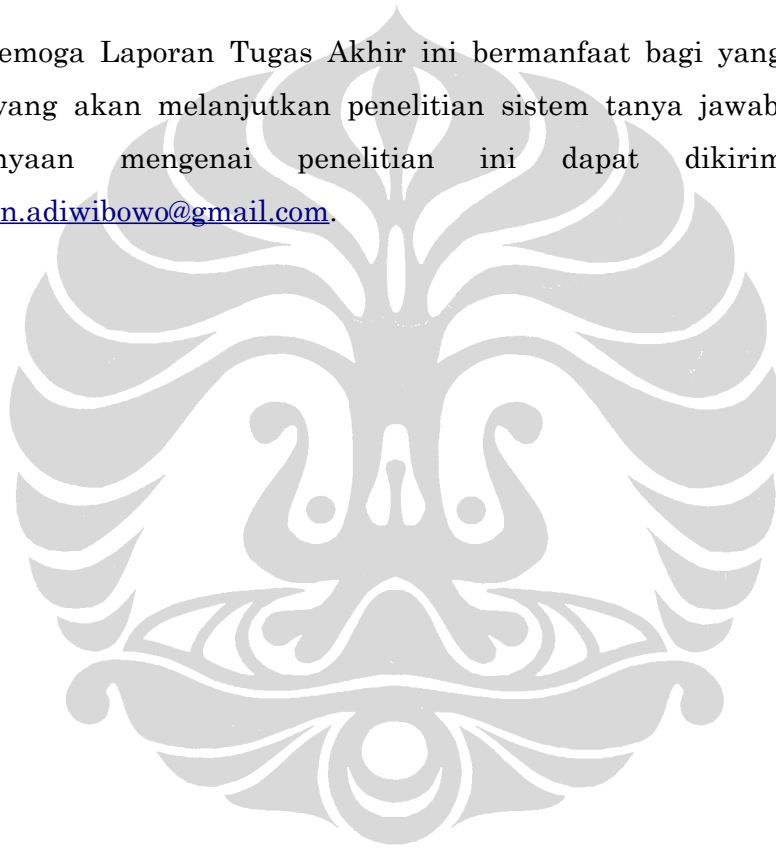 emoga Laporan Tugas Akhir ini bermanfaat bagi yang
yang akan melanjutkan penelitian sistem tanya jawab
nyaan mengenai penelitian ini dapat dikirim
n.adiwibowo@gmail.com.